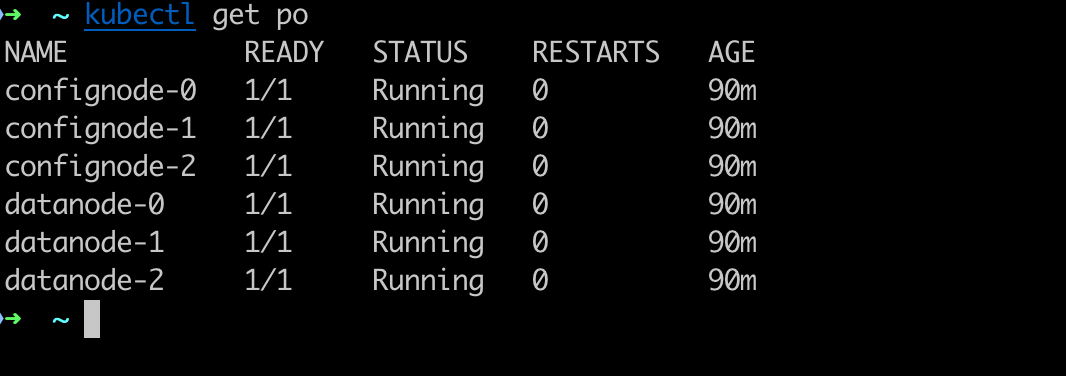 ➜ ~ kubectl get po
NAME READY STATUS RESTARTS AGE
confignode-0 1/1 Running 0 90m
confignode-1 1/1 Running 0 90m
confignode-2 1/1 Running 0 90m
datanode-0 1/1 Running 0 90m
datanode-1 1/1 Running 0 90m
datanode-2 1/1 Running 0 90m
➜ ~